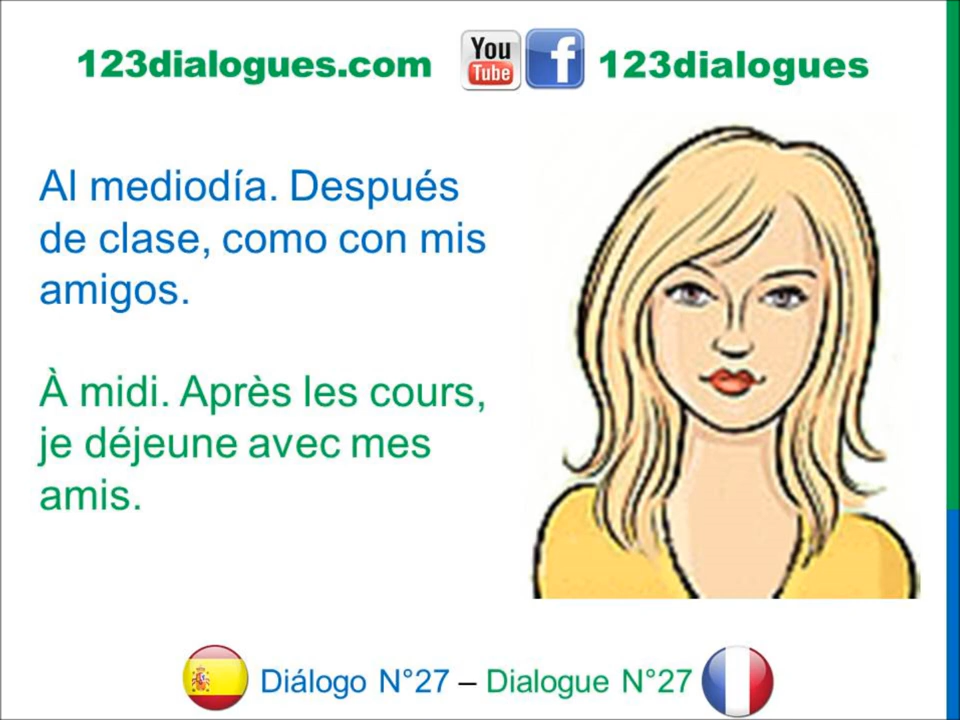 123dialogues.com You Tube f 123dialogues
Al mediodía. Después
de clase, como con mis
amigos.
À midi. Après les cours,
je déjeune avec mes
amis.
Diálogo N°27 – Dialogue N°27